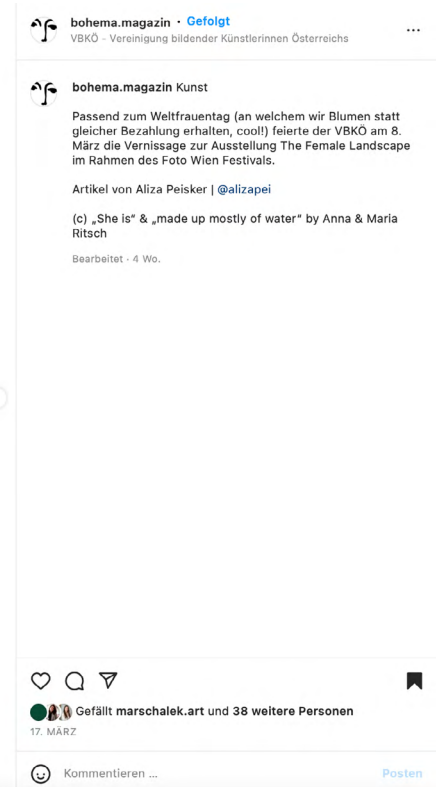 bohema.magazin • Gefolgt
VBKÖ - Vereinigung bildender Künstlerinnen Österreichs
bohema.magazin Kunst
Passend zum Weltfrauentag (an welchem wir Blumen statt
gleicher Bezahlung erhalten, cool!) feierte der VBKÖ am 8.
März die Vernissage zur Ausstellung The Female Landscape
im Rahmen des Foto Wien Festivals.
Artikel von Aliza Peisker | @alizapei
(c) „She is“ & „made up mostly of water“ by Anna & Maria
Ritsch
Bearbeitet · 4 Wo.
Gefällt marschalek.art und 38 weitere Personen
17. MÄRZ
Kommentieren ... Posten